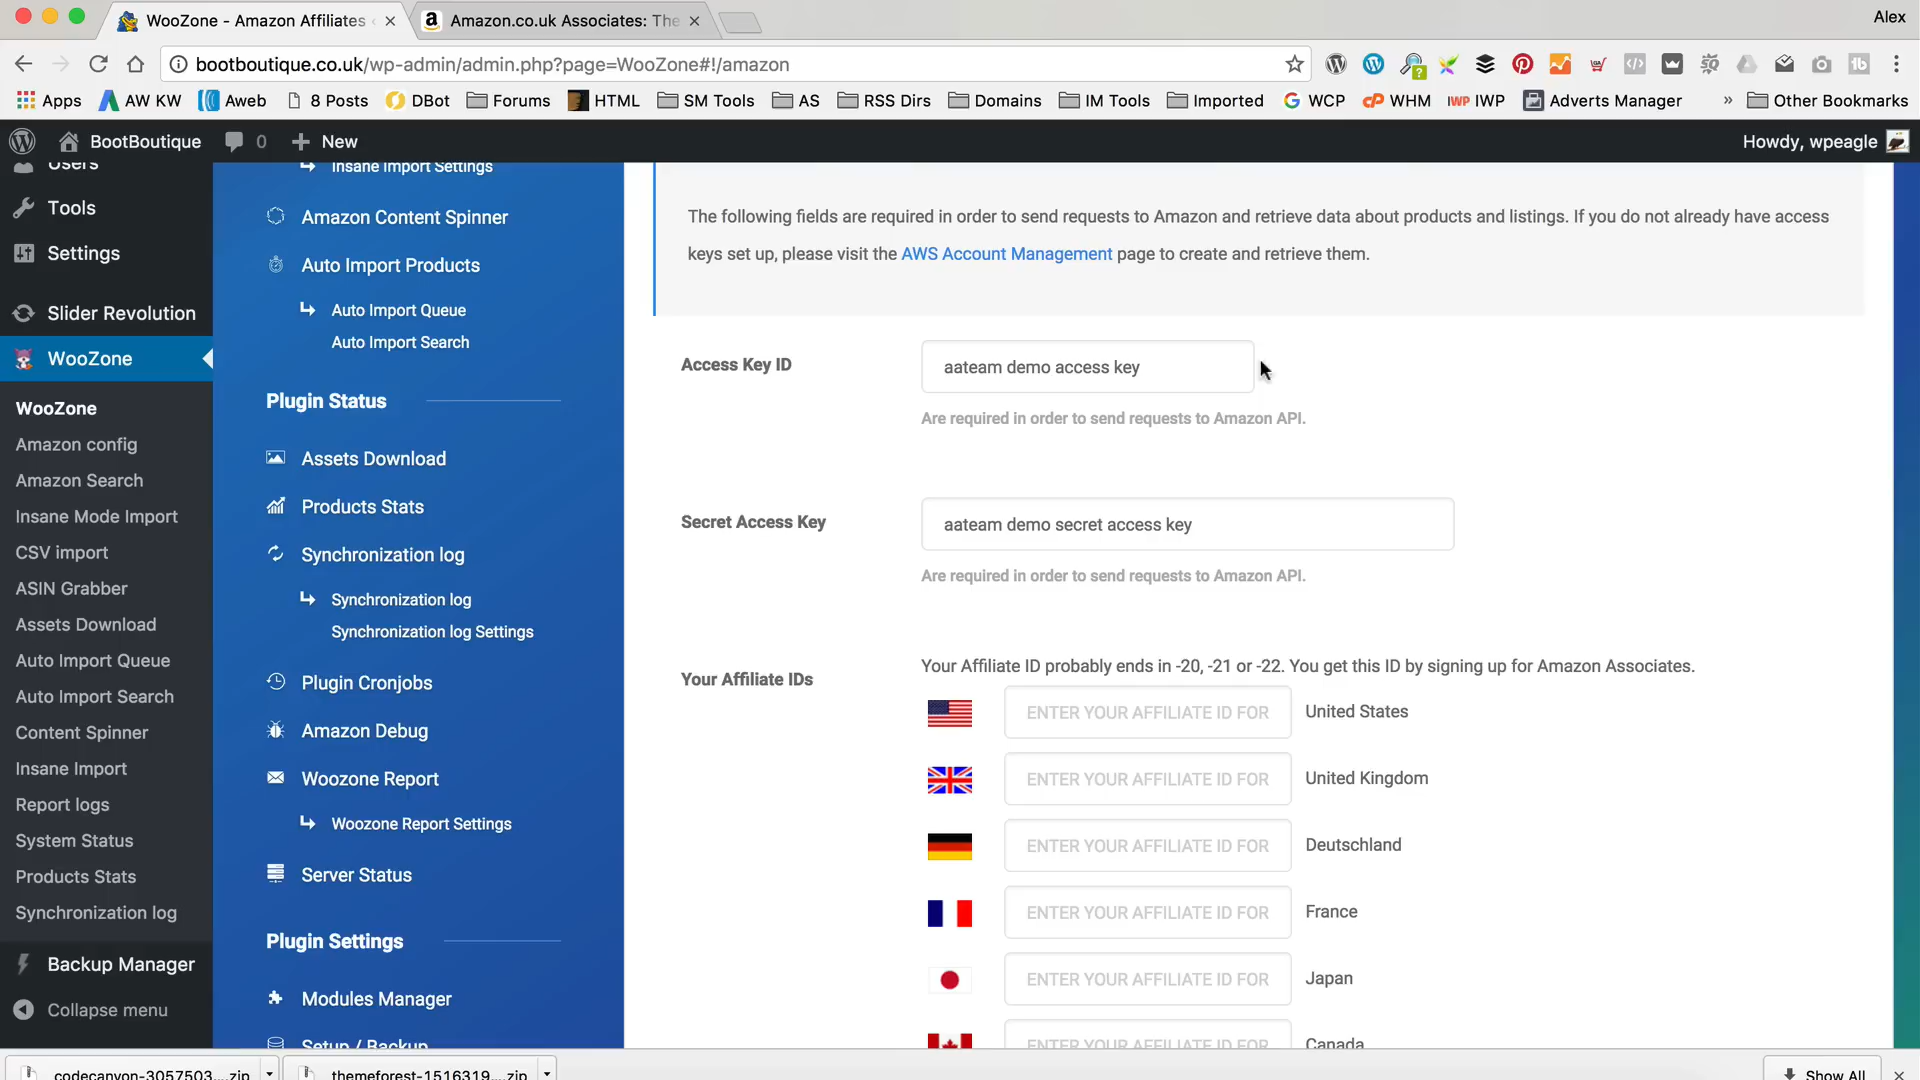 WooZone - Amazon Affiliates
Amazon.co.uk Associates: The
Alex
bootboutique.co.uk/wp-admin/admin.php?page=WooZone#!/amazon
Apps
AW KW
Aweb
8 Posts
DBot
Forums
HTML
SM Tools
AS
RSS Dirs
Domains
IM Tools
Imported
WCP
WHM
IWP
Adverts Manager
»
Other Bookmarks
BootBoutique
0
New
Howdy, wpeagle
Users
Tools
Settings
Slider Revolution
WooZone
WooZone
Amazon config
Amazon Search
Insane Mode Import
CSV import
ASIN Grabber
Assets Download
Auto Import Queue
Auto Import Search
Content Spinner
Insane Import
Report logs
System Status
Products Stats
Synchronization log
Backup Manager
Collapse menu
Insane Import Settings
Amazon Content Spinner
Auto Import Products
Auto Import Queue
Auto Import Search
Plugin Status
Assets Download
Products Stats
Synchronization log
Synchronization log
Synchronization log Settings
Plugin Cronjobs
Amazon Debug
Woozone Report
Woozone Report Settings
Server Status
Plugin Settings
Modules Manager
Setup / Backup
The following fields are required in order to send requests to Amazon and retrieve data about products and listings. If you do not already have access
keys set up, please visit the AWS Account Management page to create and retrieve them.
Access Key ID
aateam demo access key
Are required in order to send requests to Amazon API.
Secret Access Key
aateam demo secret access key
Are required in order to send requests to Amazon API.
Your Affiliate IDs
Your Affiliate ID probably ends in -20, -21 or -22. You get this ID by signing up for Amazon Associates.
ENTER YOUR AFFILIATE ID FOR
United States
ENTER YOUR AFFILIATE ID FOR
United Kingdom
ENTER YOUR AFFILIATE ID FOR
Deutschland
ENTER YOUR AFFILIATE ID FOR
France
ENTER YOUR AFFILIATE ID FOR
Japan
ENTER YOUR AFFILIATE ID FOR
Canada
codecanyon-3057503....zip
themeforest-1516319....zip
Show All